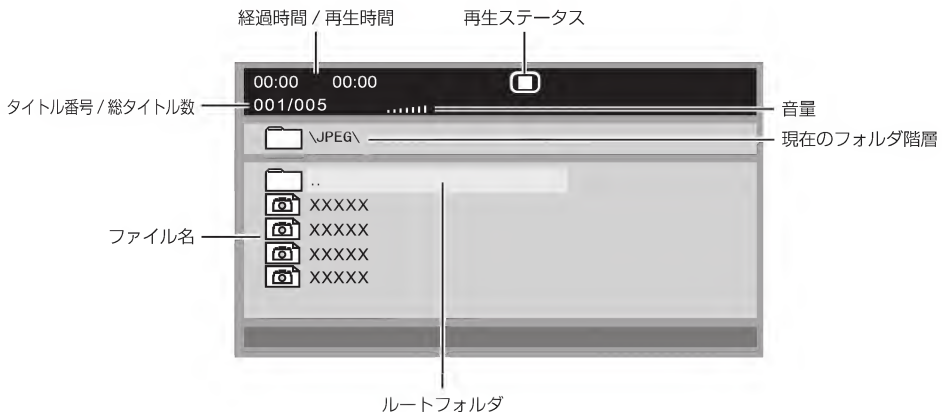 経過時間 / 再生時間
再生ステータス
00:00 00:00
タイトル番号 / 総タイトル数
001/005
音量
\JPEG\
現在のフォルダ階層
..
XXXXX
ファイル名
XXXXX
XXXXX
XXXXX
ルートフォルダ